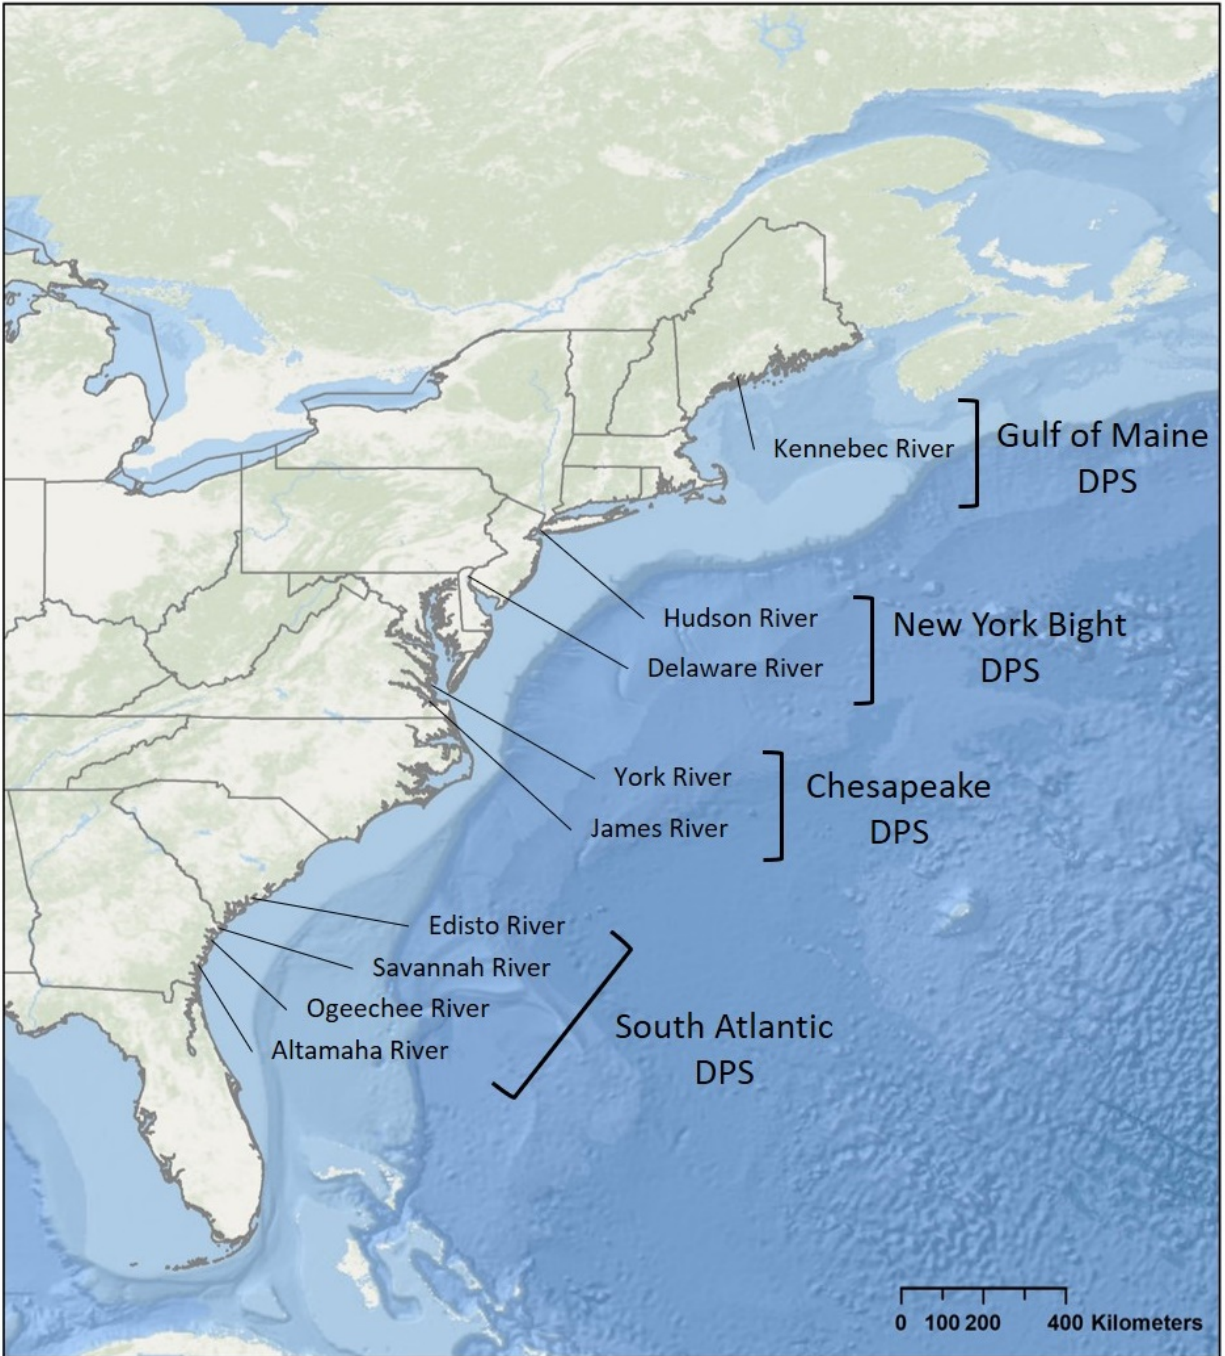 Kennebec River
Gulf of Maine
DPS
Hudson River
Delaware River
New York Bight
DPS
York River
James River
Chesapeake
DPS
Edisto River
Savannah River
Ogeechee River
Altamaha River
South Atlantic
DPS
0 100 200 400 Kilometers